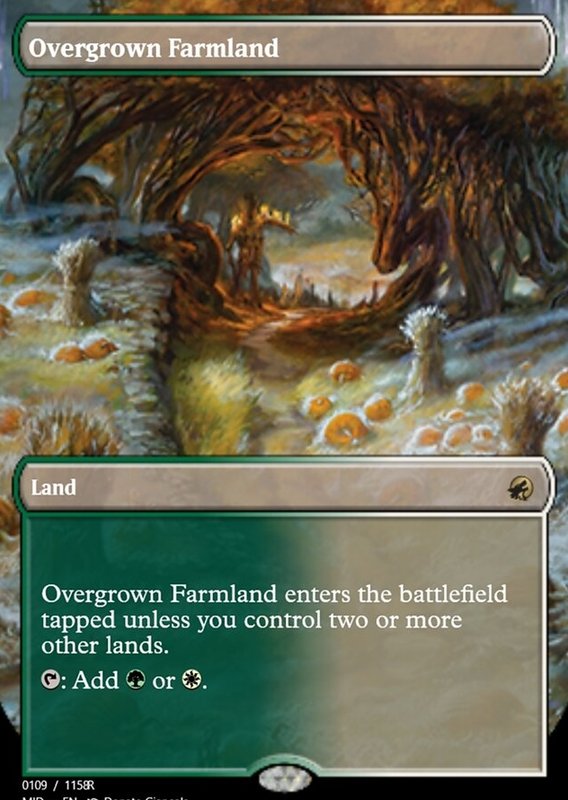 Overgrown Farmland
Land
Overgrown Farmland enters the battlefield
tapped unless you control two or more
other lands.
: Add or .
0109 / 1158R